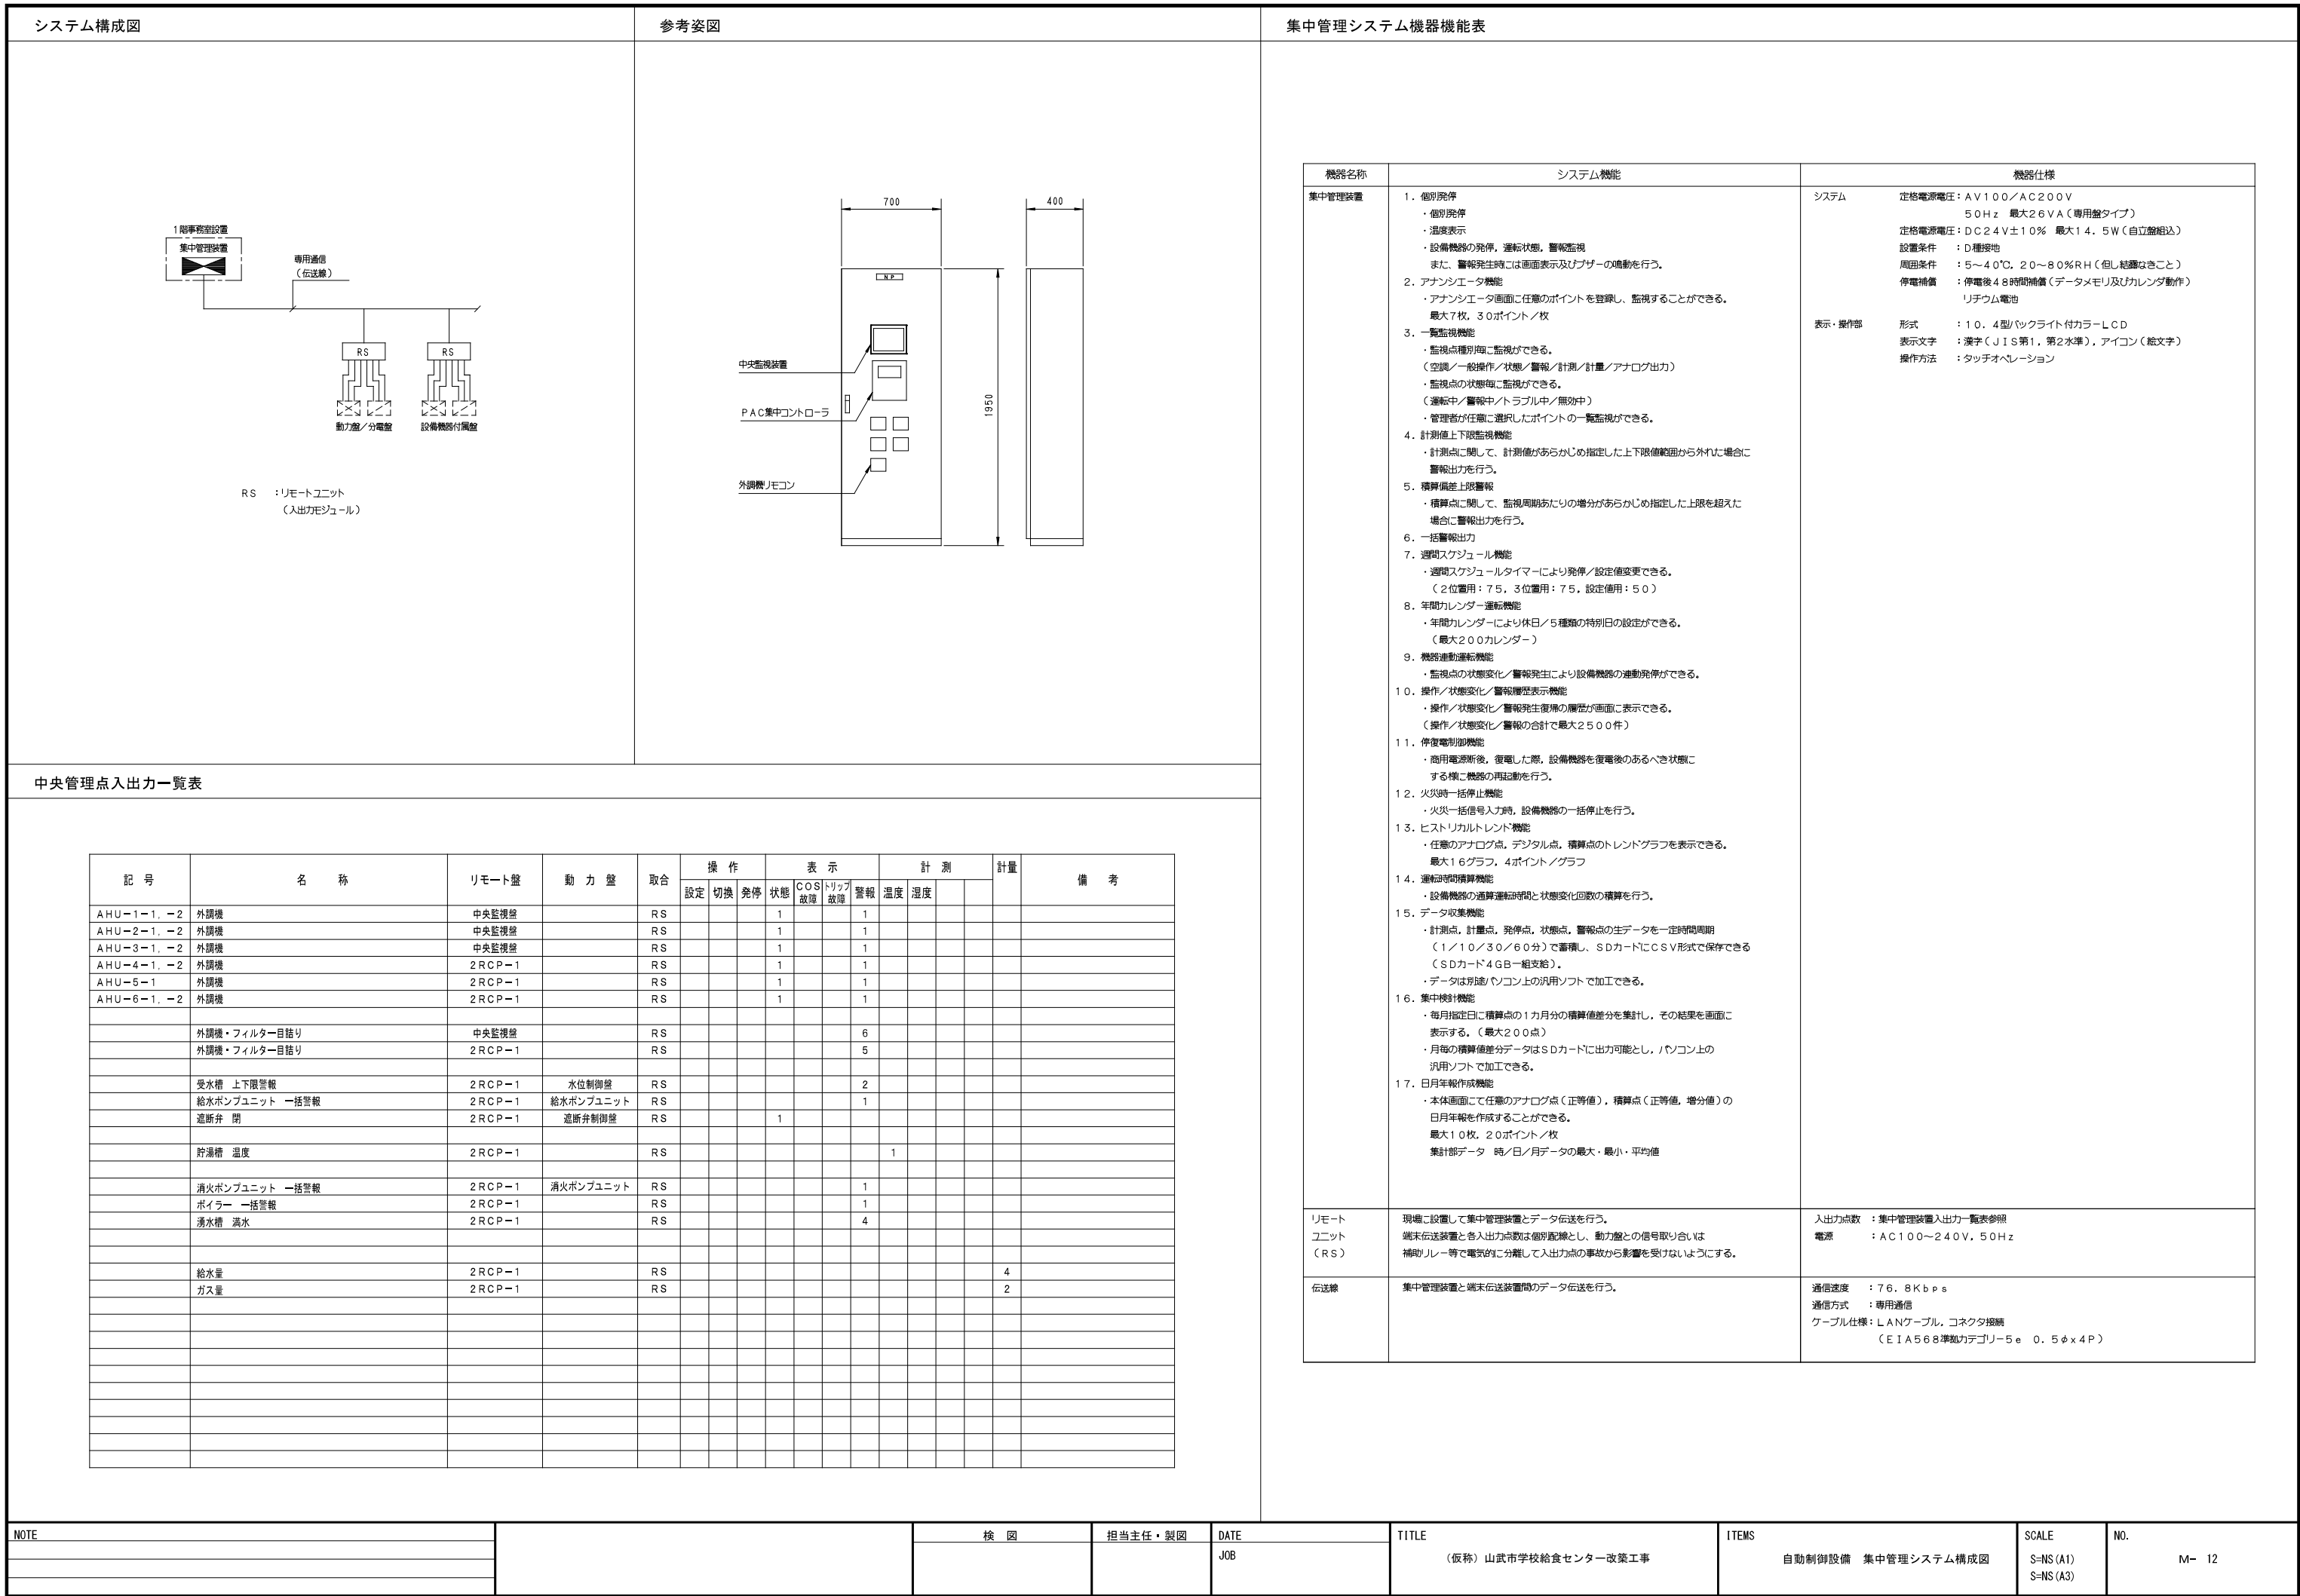 システム構成図
1階事務室設置
集中管理装置
専用通信
（伝送線）
RS
RS
動力盤／分電盤
設備機器付属盤
RS ：リモートユニット
（入出力モジュール）
参考姿図
700
400
NP
1950
中央監視装置
PAC集中コントローラ
外調機リモコン
集中管理システム機器機能表
機器名称 システム機能 機器仕様
集中管理装置
1．個別発停
・個別発停
・温度表示
・設備機器の発停，運転状態，警報監視
また、警報発生時には画面表示及びブザーの鳴動を行う。
2．アナンシエータ機能
・アナンシエータ画面に任意のポイントを登録し、監視することができる。
最大7枚，30ポイント／枚
3．一覧監視機能
・監視点種別毎に監視ができる。
（空調／一般操作／状態／警報／計測／計量／アナログ出力）
・監視点の状態毎に監視ができる。
（運転中／警報中／トラブル中／無効中）
・管理者が任意に選択したポイントの一覧監視ができる。
4．計測値上下限監視機能
・計測点に関して、計測値があらかじめ指定した上下限値範囲から外れた場合に
警報出力を行う。
5．積算偏差上限警報
・積算点に関して、監視周期あたりの増分があらかじめ指定した上限を超えた
場合に警報出力を行う。
6．一括警報出力
7．週間スケジュール機能
・週間スケジュールタイマーにより発停／設定値変更できる。
（2位置用：75，3位置用：75，設定値用：50）
8．年間カレンダー運転機能
・年間カレンダーにより休日／5種類の特別日の設定ができる。
（最大200カレンダー）
9．機器連動運転機能
・監視点の状態変化／警報発生により設備機器の連動発停ができる。
10．操作／状態変化／警報履歴表示機能
・操作／状態変化／警報発生復帰の履歴が画面に表示できる。
（操作／状態変化／警報の合計で最大2500件）
11．停復電制御機能
・商用電源断後，復電した際，設備機器を復電後のあるべき状態に
する様に機器の再起動を行う。
12．火災時一括停止機能
・火災一括信号入力時，設備機器の一括停止を行う。
13．ヒストリカルトレンド機能
・任意のアナログ点，デジタル点，積算点のトレンドグラフを表示できる。
最大16グラフ，4ポイント／グラフ
14．運転時間積算機能
・設備機器の通算運転時間と状態変化回数の積算を行う。
15．データ収集機能
・計測点，計量点，発停点，状態点，警報点の生データを一定時間周期
（1／10／30／60分）で蓄積し、SDカードにCSV形式で保存できる
（SDカード4GB一組支給）。
・データは別途パソコン上の汎用ソフトで加工できる。
16．集中検針機能
・毎月指定日に積算点の1カ月分の積算値差分を集計し，その結果を画面に
表示する。（最大200点）
・月毎の積算値差分データはSDカードに出力可能とし，パソコン上の
汎用ソフトで加工できる。
17．日月年報作成機能
・本体画面にて任意のアナログ点（正等値），積算点（正等値，増分値）の
日月年報を作成することができる。
最大10枚，20ポイント／枚
集計部データ 時／日／月データの最大・最小・平均値
システム 定格電源電圧：AV100／AC200V
50Hz 最大26VA（専用盤タイプ）
定格電源電圧：DC24V±10% 最大14．5W（自立盤組込）
設置条件 ：D種接地
周囲条件 ：5～40℃，20～80%RH（但し結露なきこと）
停電補償 ：停電後48時間補償（データメモリ及びカレンダ動作）
リチウム電池
表示・操作部 形式 ：10．4型バックライト付カラーLCD
表示文字 ：漢字（JIS第1，第2水準），アイコン（絵文字）
操作方法 ：タッチオペレーション
リモート
ユニット
（RS）
現場に設置して集中管理装置とデータ伝送を行う。
端末伝送装置と各入出力点数は個別配線とし、動力盤との信号取り合いは
補助リレー等で電気的に分離して入出力点の事故から影響を受けないようにする。
入出力点数 ：集中管理装置入出力一覧表参照
電源 ：AC100～240V，50Hz
伝送線 集中管理装置と端末伝送装置間のデータ伝送を行う。
通信速度 ：76．8Kbps
通信方式 ：専用通信
ケーブル仕様：LANケーブル，コネクタ接続
（EIA568準拠カテゴリー5e 0．5φx4P）
中央管理点入出力一覧表
記号 名称 リモート盤 動力盤 取合 操作 表示 計測 計量 備考
設定 切換 発停 状態 COS故障 トリップ故障 警報 温度 湿度
AHU－1－1，－2 外調機 中央監視盤 RS 1 1
AHU－2－1，－2 外調機 中央監視盤 RS 1 1
AHU－3－1，－2 外調機 中央監視盤 RS 1 1
AHU－4－1，－2 外調機 2RCP－1 RS 1 1
AHU－5－1 外調機 2RCP－1 RS 1 1
AHU－6－1，－2 外調機 2RCP－1 RS 1 1
外調機・フィルター目詰り 中央監視盤 RS 6
外調機・フィルター目詰り 2RCP－1 RS 5
受水槽 上下限警報 2RCP－1 水位制御盤 RS 2
給水ポンプユニット 一括警報 2RCP－1 給水ポンプユニット RS 1
遮断弁 閉 2RCP－1 遮断弁制御盤 RS 1
貯湯槽 温度 2RCP－1 RS 1
消火ポンプユニット 一括警報 2RCP－1 消火ポンプユニット RS 1
ボイラー 一括警報 2RCP－1 RS 1
湧水槽 満水 2RCP－1 RS 4
給水量 2RCP－1 RS 4
ガス量 2RCP－1 RS 2
NOTE
検図
担当主任・製図
DATE
JOB
TITLE
（仮称）山武市学校給食センター改築工事
ITEMS
自動制御設備 集中管理システム構成図
SCALE
S=NS(A1)
S=NS(A3)
NO.
M- 12